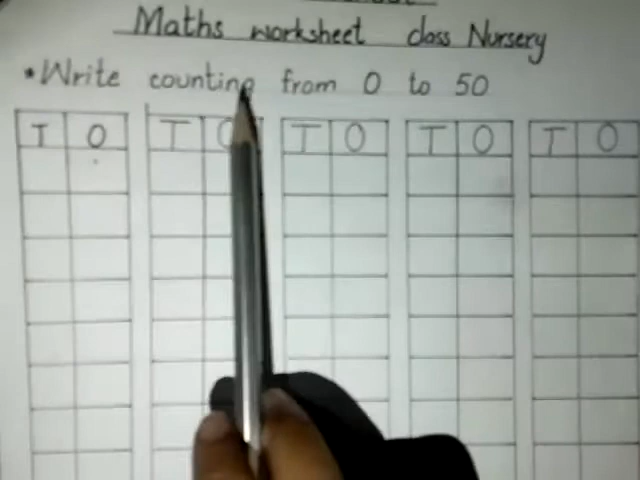 Maths worksheet class Nursery
*Write counting from 0 to 50
T O T O T O T O T O